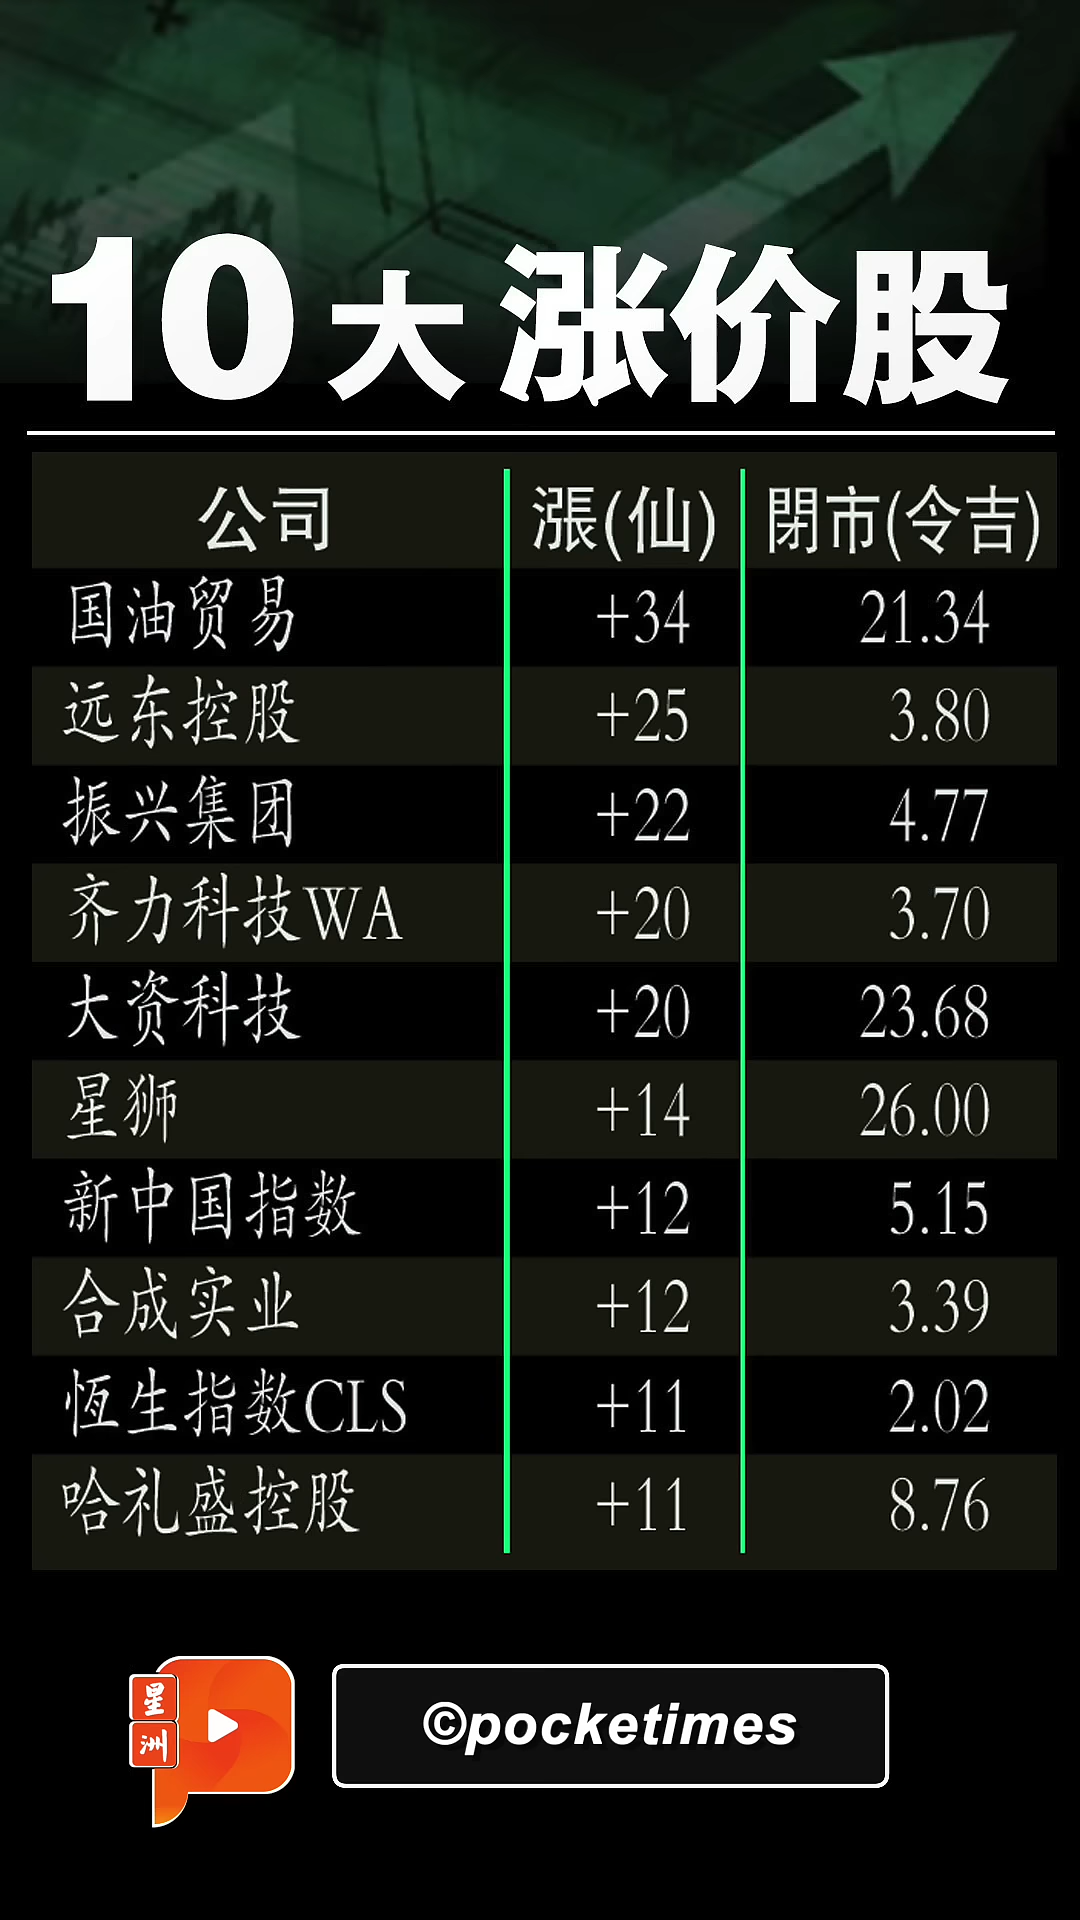 10大涨价股
公司 漲(仙) 閉市(令吉)
国油贸易 +34 21.34
远东控股 +25 3.80
振兴集团 +22 4.77
齐力科技WA +20 3.70
大资科技 +20 23.68
星狮 +14 26.00
新中国指数 +12 5.15
合成实业 +12 3.39
恆生指数CLS +11 2.02
哈礼盛控股 +11 8.76
星洲
©pocketimes